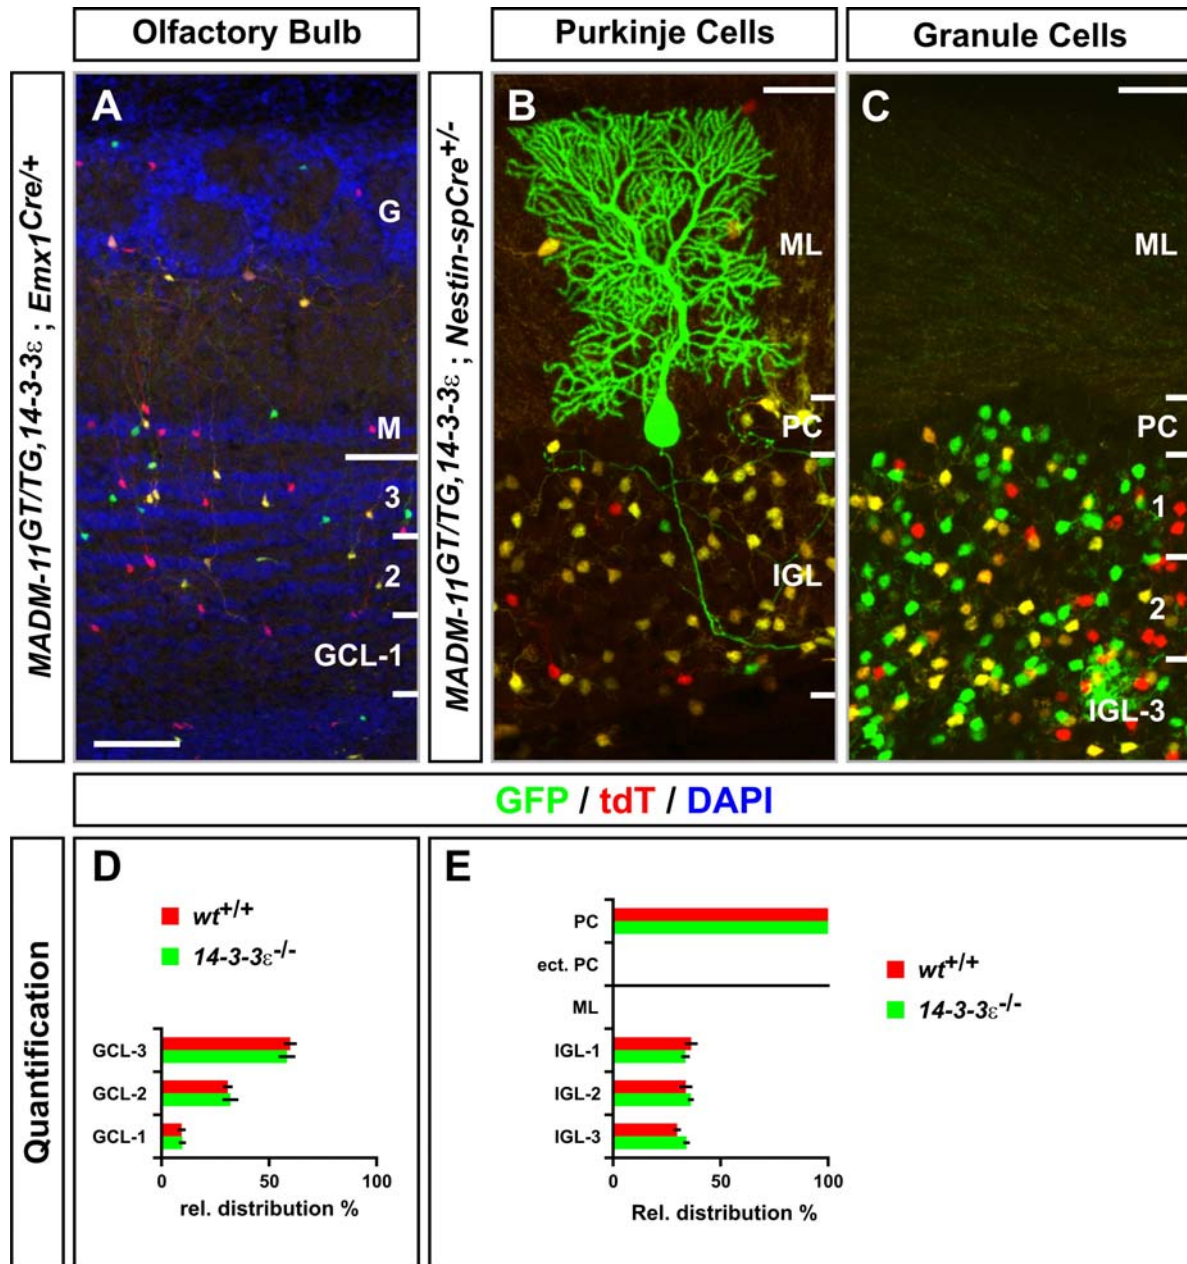 Olfactory Bulb
Purkinje Cells
Granule Cells
MADM-11GT/TG,14-3-3ε ; Emx1Cre/+
A
G
M
3
2
GCL-1
MADM-11GT/TG,14-3-3ε ; Nestin-spCre+/-
B
ML
PC
IGL
C
ML
PC
1
2
IGL-3
GFP / tdT / DAPI
Quantification
D
wt+/+
14-3-3ε-/-
GCL-3
GCL-2
GCL-1
0 50 100
rel. distribution %
E
PC
ect. PC
ML
IGL-1
IGL-2
IGL-3
0 50 100
Rel. distribution %
wt+/+
14-3-3ε-/-